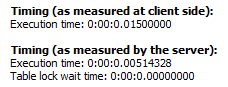 Timing (as measured at client side):
Execution time: 0:00:0.01500000
Timing (as measured by the server):
Execution time: 0:00:0.00514328
Table lock wait time: 0:00:0.00000000